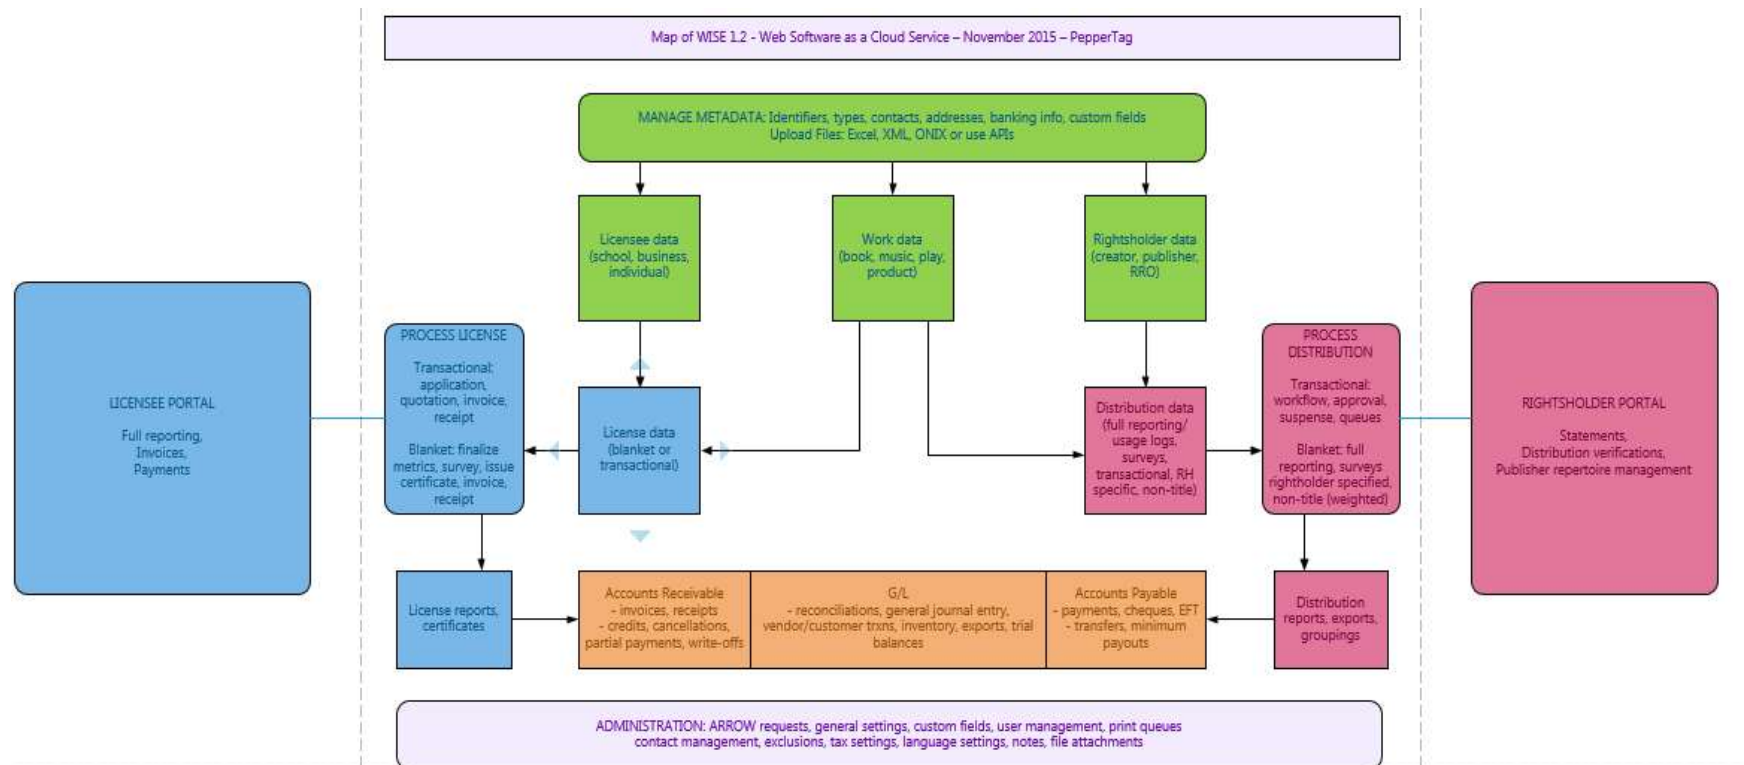 Map of WISE 1.2 - Web Software as a Cloud Service – November 2015 – PepperTag
MANAGE METADATA: Identifiers, types, contacts, addresses, banking info, custom fields
Upload Files: Excel, XML, ONIX or use APIs
Licensee data
(school, business,
individual)
Work data
(book, music, play,
product)
Rightsholder data
(creator, publisher,
RRO)
LICENSEE PORTAL
Full reporting,
Invoices,
Payments
PROCESS LICENSE
Transactional:
application,
quotation, invoice,
receipt
Blanket: finalize
metrics, survey, issue
certificate, invoice,
receipt
License data
(blanket or
transactional)
Distribution data
(full reporting/
usage logs,
surveys,
transactional, RH
specific, non-title)
PROCESS
DISTRIBUTION
Transactional:
workflow, approval,
suspense, queues
Blanket: full
reporting, surveys
rightholder specified,
non-title (weighted)
RIGHTSHOLDER PORTAL
Statements,
Distribution verifications,
Publisher repertoire management
License reports,
certificates
Accounts Receivable
- invoices, receipts
- credits, cancellations,
partial payments, write-offs
G/L
- reconciliations, general journal entry,
vendor/customer trxns, inventory, exports, trial
balances
Accounts Payable
- payments, cheques, EFT
- transfers, minimum
payouts
Distribution
reports, exports,
groupings
ADMINISTRATION: ARROW requests, general settings, custom fields, user management, print queues
contact management, exclusions, tax settings, language settings, notes, file attachments